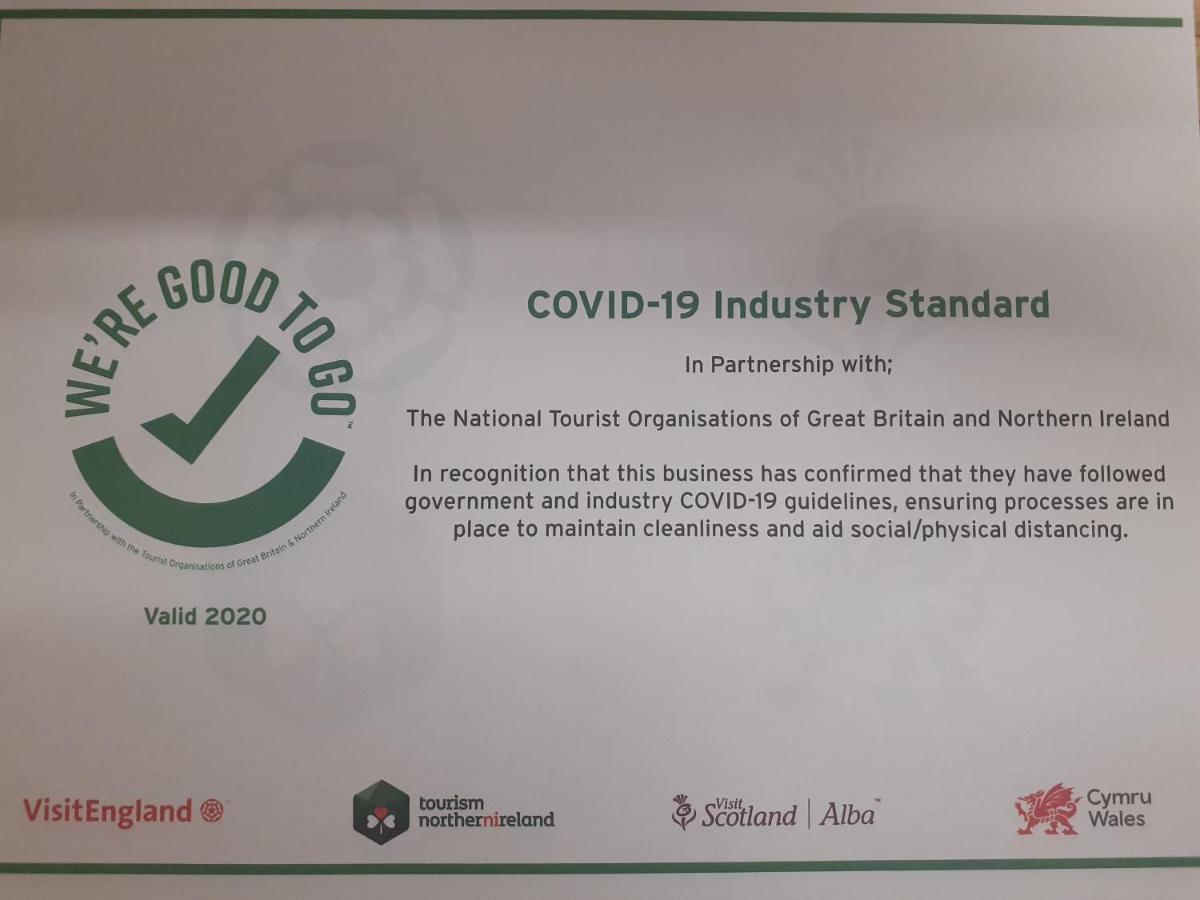 WE'RE GOOD TO GO™
In Partnership with the Tourist Organisations of Great Britain & Northern Ireland
Valid 2020
COVID-19 Industry Standard
In Partnership with;
The National Tourist Organisations of Great Britain and Northern Ireland
In recognition that this business has confirmed that they have followed
government and industry COVID-19 guidelines, ensuring processes are in
place to maintain cleanliness and aid social/physical distancing.
VisitEngland
tourism
northernireland
Visit
Scotland | Alba™
Cymru
Wales